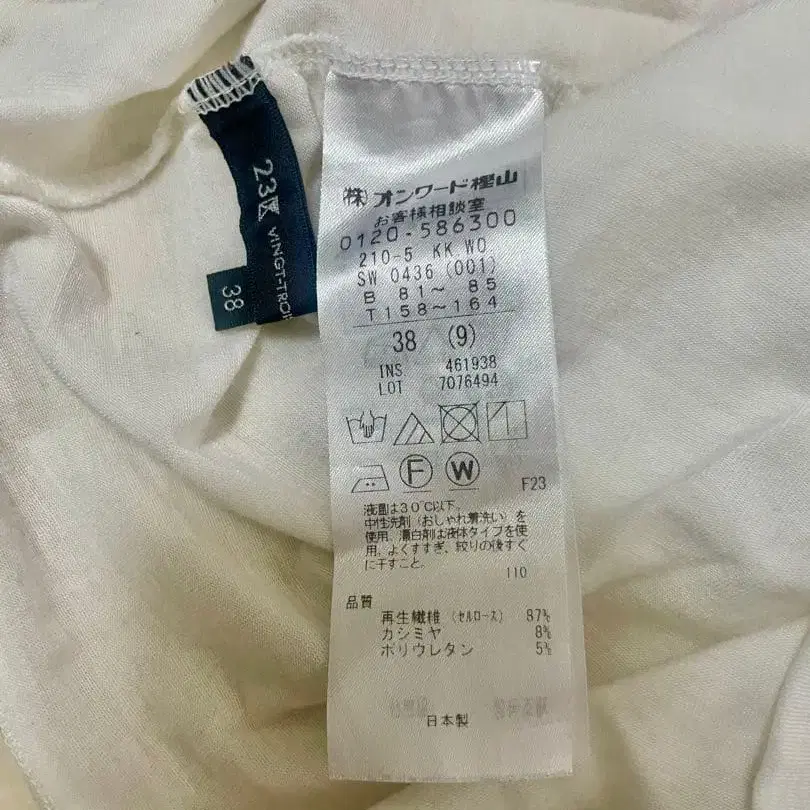 23区
VINGT-TROI
38
(株)オンワード樫山
お客様相談室
0120-586300
210-5 KK WO
SW 0436 (001)
B 81~ 85
T158~164
38 (9)
INS 461938
LOT 7076494
F W
F23
液温は30℃以下。
中性洗剤(おしゃれ着洗い)を
使用、漂白剤は液体タイプを使
用。よくすすぎ、絞りの後すぐ
に干すこと。
110
品質
再生繊維(セルロース) 87%
カシミヤ 8%
ポリウレタン 5%
日本製